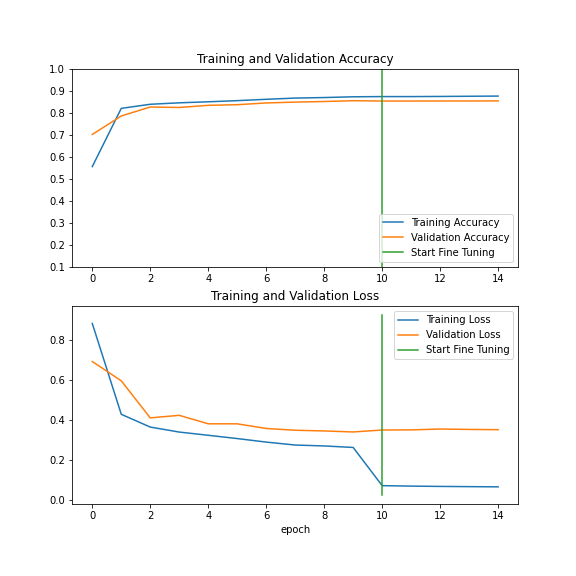 Training and Validation Accuracy
1.0
0.9
0.8
0.7
0.6
0.5
0.4
0.3
0.2
0.1
Training Accuracy
Validation Accuracy
Start Fine Tuning
0 2 4 6 8 10 12 14
Training and Validation Loss
0.8
0.6
0.4
0.2
0.0
Training Loss
Validation Loss
Start Fine Tuning
0 2 4 6 8 10 12 14
epoch